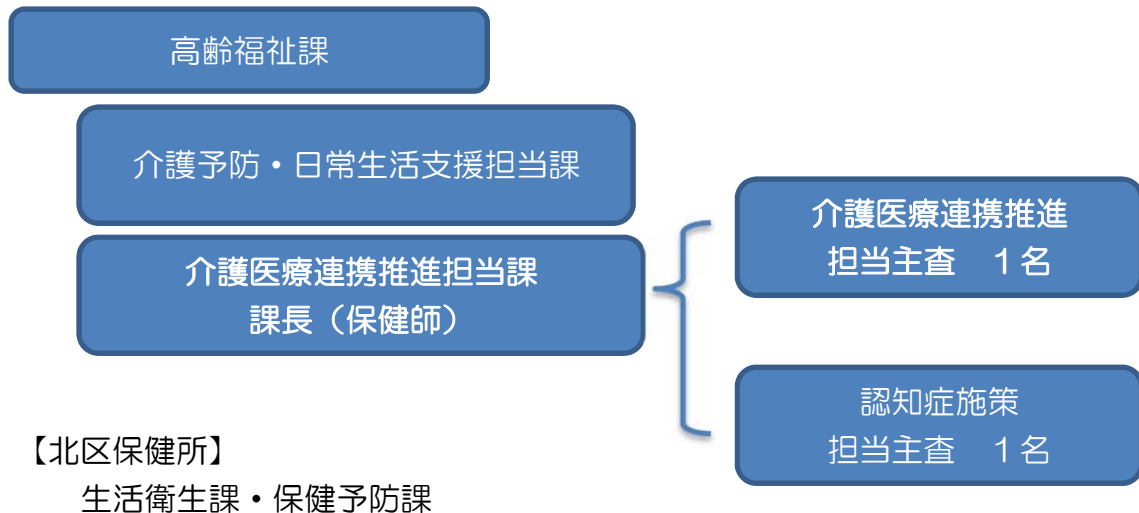 高齢福祉課
介護予防・日常生活支援担当課
介護医療連携推進担当課
課長（保健師）
介護医療連携推進
担当主査　１名
認知症施策
担当主査　１名
【北区保健所】
生活衛生課・保健予防課